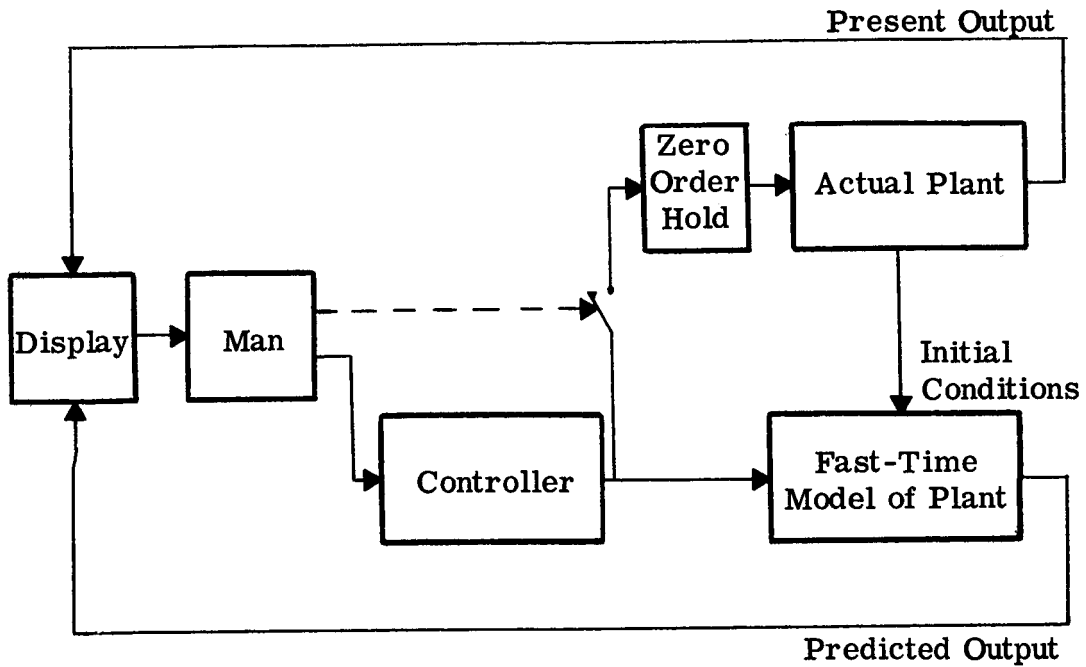 Present Output
Zero
Order
Hold
Actual Plant
Display
Man
Initial
Conditions
Controller
Fast-Time
Model of Plant
Predicted Output